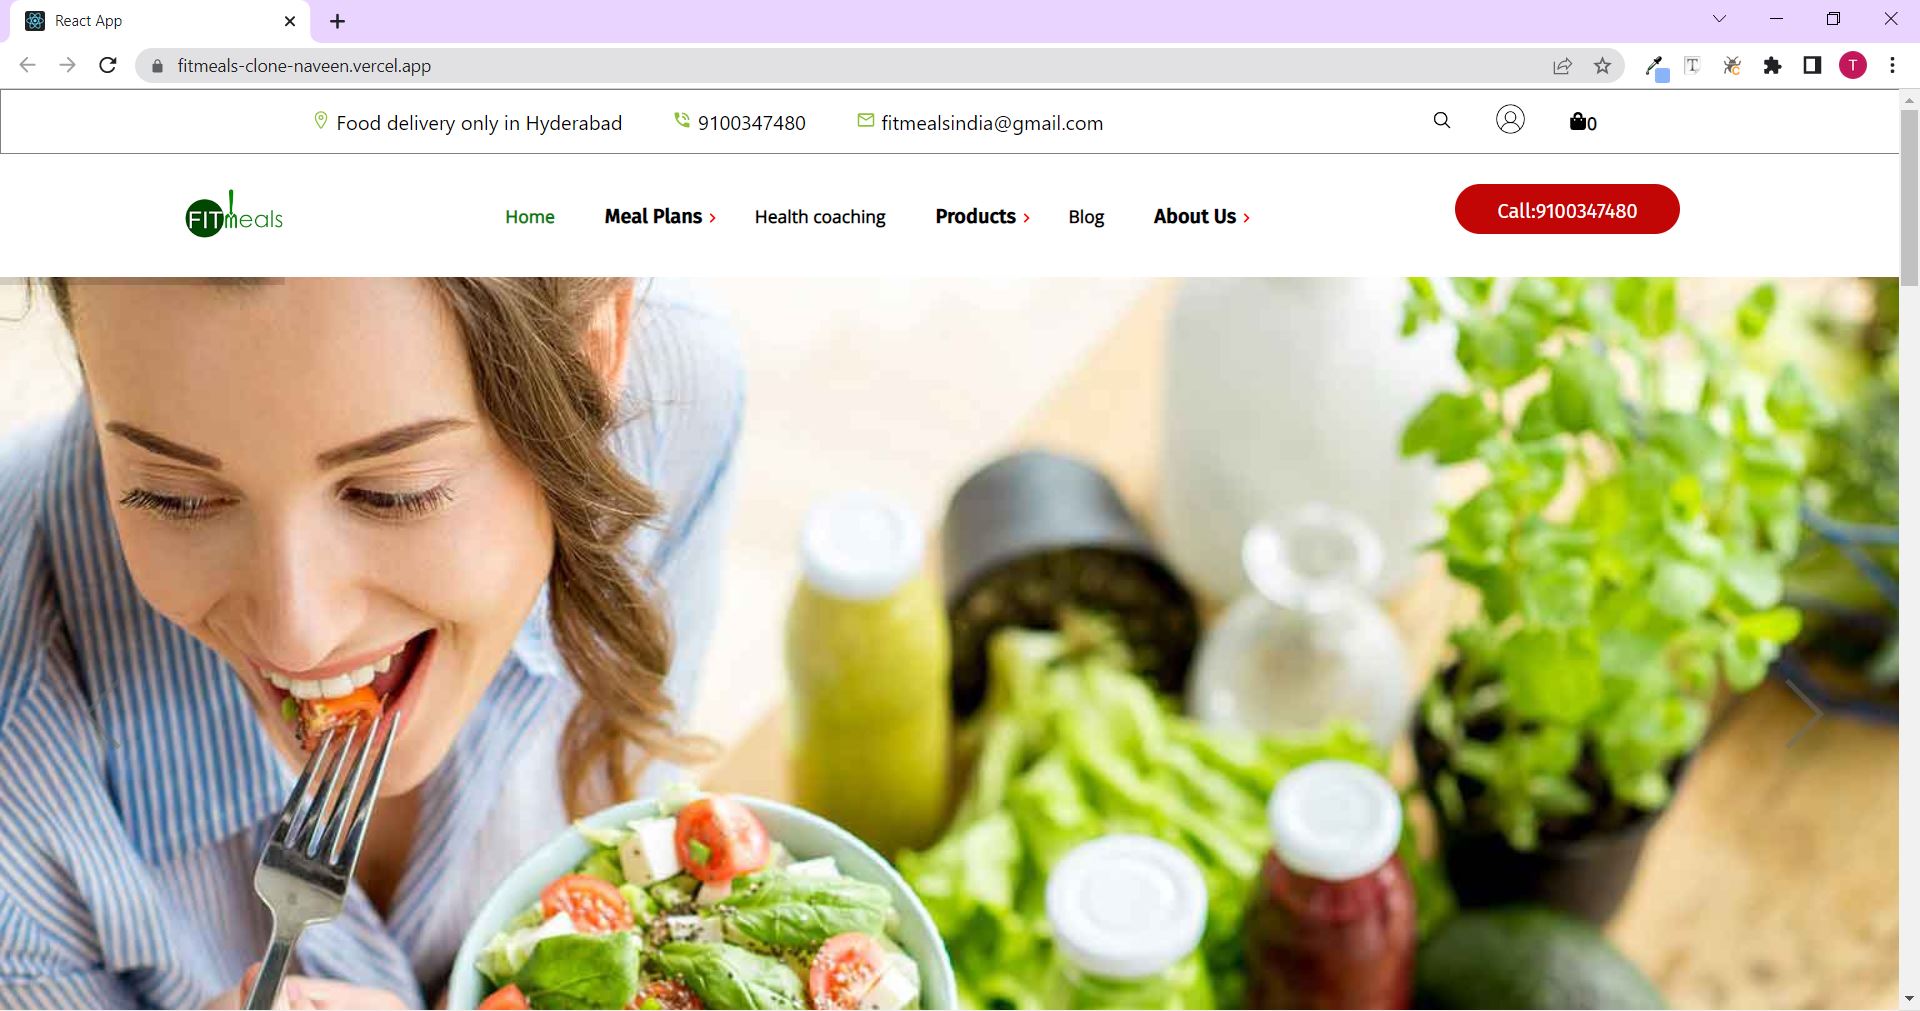 React App
fitmeals-clone-naveen.vercel.app
T
Food delivery only in Hyderabad 9100347480 fitmealsindia@gmail.com 0
FITmeals Home Meal Plans Health coaching Products Blog About Us Call:9100347480